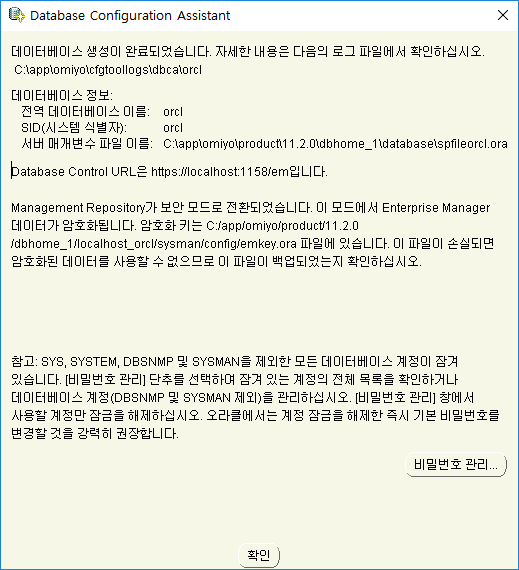 Database Configuration Assistant
데이터베이스 생성이 완료되었습니다. 자세한 내용은 다음의 로그 파일에서 확인하십시오.
C:\app\omiyo\cfgtoollogs\dbca\orcl
데이터베이스 정보:
전역 데이터베이스 이름: orcl
SID(시스템 식별자): orcl
서버 매개변수 파일 이름: C:\app\omiyo\product\11.2.0\dbhome_1\database\spfileorcl.ora
Database Control URL은 https://localhost:1158/em입니다.
Management Repository가 보안 모드로 전환되었습니다. 이 모드에서 Enterprise Manager
데이터가 암호화됩니다. 암호화 키는 C:/app/omiyo/product/11.2.0
/dbhome_1/localhost_orcl/sysman/config/emkey.ora 파일에 있습니다. 이 파일이 손실되면
암호화된 데이터를 사용할 수 없으므로 이 파일이 백업되었는지 확인하십시오.
참고: SYS, SYSTEM, DBSNMP 및 SYSMAN을 제외한 모든 데이터베이스 계정이 잠겨
있습니다. [비밀번호 관리] 단추를 선택하여 잠겨 있는 계정의 전체 목록을 확인하거나
데이터베이스 계정(DBSNMP 및 SYSMAN 제외)을 관리하십시오. [비밀번호 관리] 창에서
사용할 계정만 잠금을 해제하십시오. 오라클에서는 계정 잠금을 해제한 즉시 기본 비밀번호를
변경할 것을 강력히 권장합니다.
비밀번호 관리...
확인